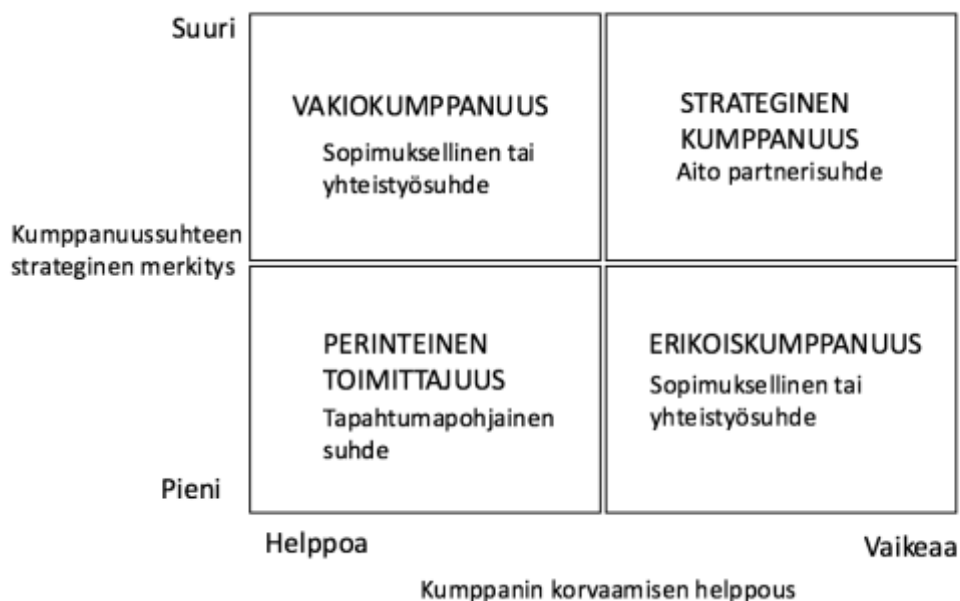 Suuri
VAKIOKUMPPANUUS
Sopimuksellinen tai
yhteistyösuhde
STRATEGINEN
KUMPPANUUS
Aito partnerisuhde
Kumppanuussuhteen
strateginen merkitys
PERINTEINEN
TOIMITTAJUUS
Tapahtumapohjainen
suhde
ERIKOISKUMPPANUUS
Sopimuksellinen tai
yhteistyösuhde
Pieni
Helppoa
Vaikeaa
Kumppanin korvaamisen helppous